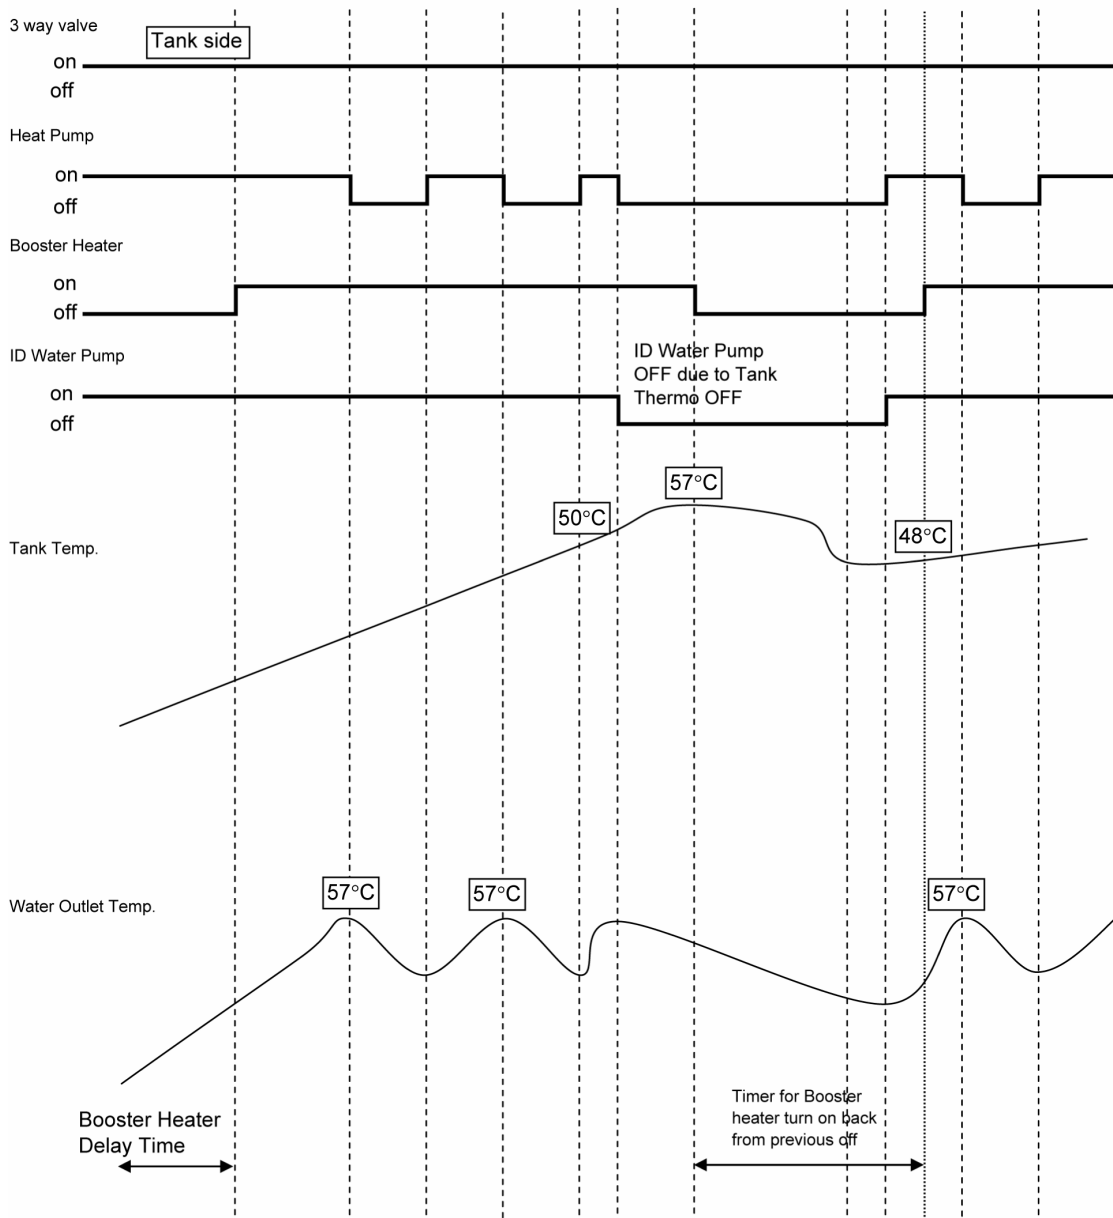 3 way valve
Tank side
on
off
Heat Pump
on
off
Booster Heater
on
off
ID Water Pump
ID Water Pump
OFF due to Tank
Thermo OFF
on
off
57°C
50°C
48°C
Tank Temp.
57°C
57°C
57°C
Water Outlet Temp.
Booster Heater
Delay Time
Timer for Booster
heater turn on back
from previous off